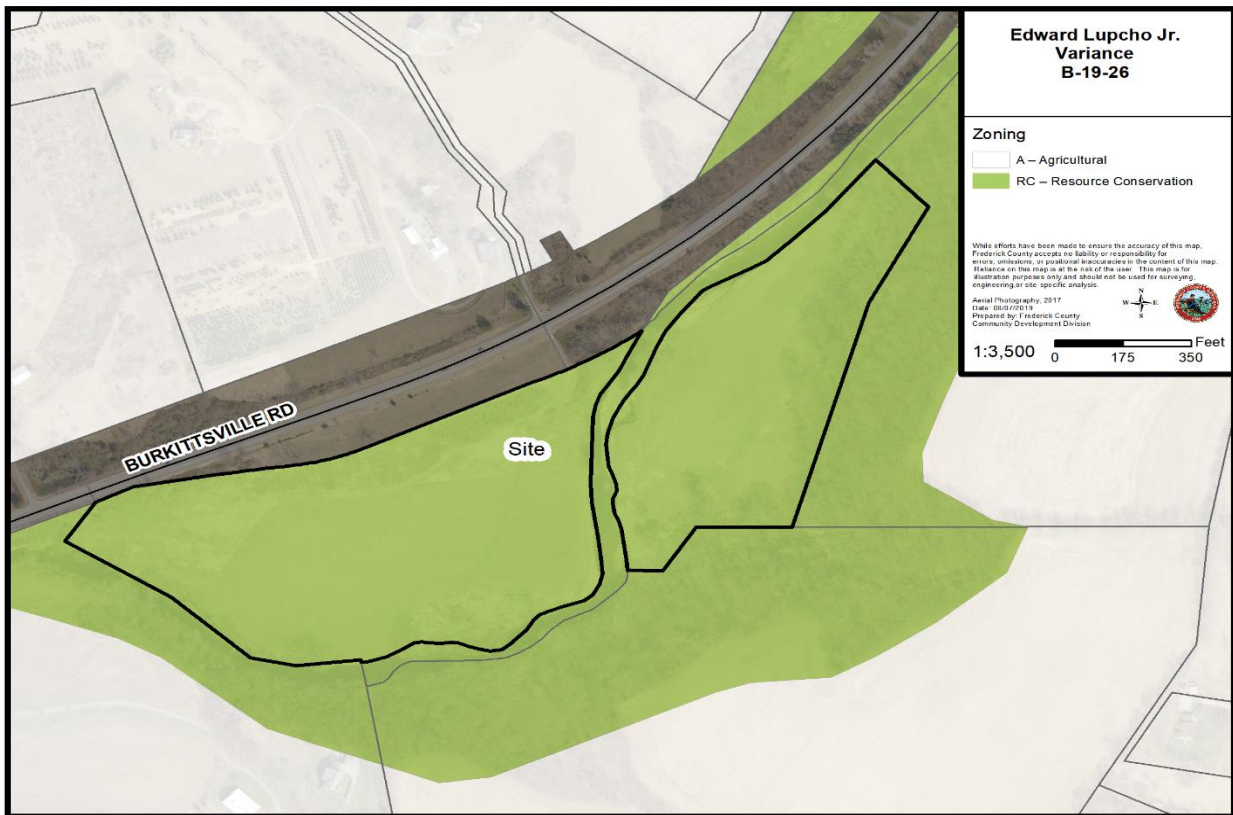 Edward Lupcho Jr.
Variance
B-19-26
Zoning
A – Agricultural
RC – Resource Conservation
While efforts have been made to ensure the accuracy of this map,
Frederick County accepts no liability or responsibility for
errors, omissions, or positional inaccuracies in the content of this map.
Reliance on this map is at the risk of the user. This map is for
illustration purposes only and should not be used for surveying,
engineering,or site specific analysis.
Aerial Photography, 2017
Date: 08/07/2019
Prepared by: Frederick County
Community Development Division
N
W E
S
1:3,500
Feet
0 175 350
BURKITTSVILLE RD
Site